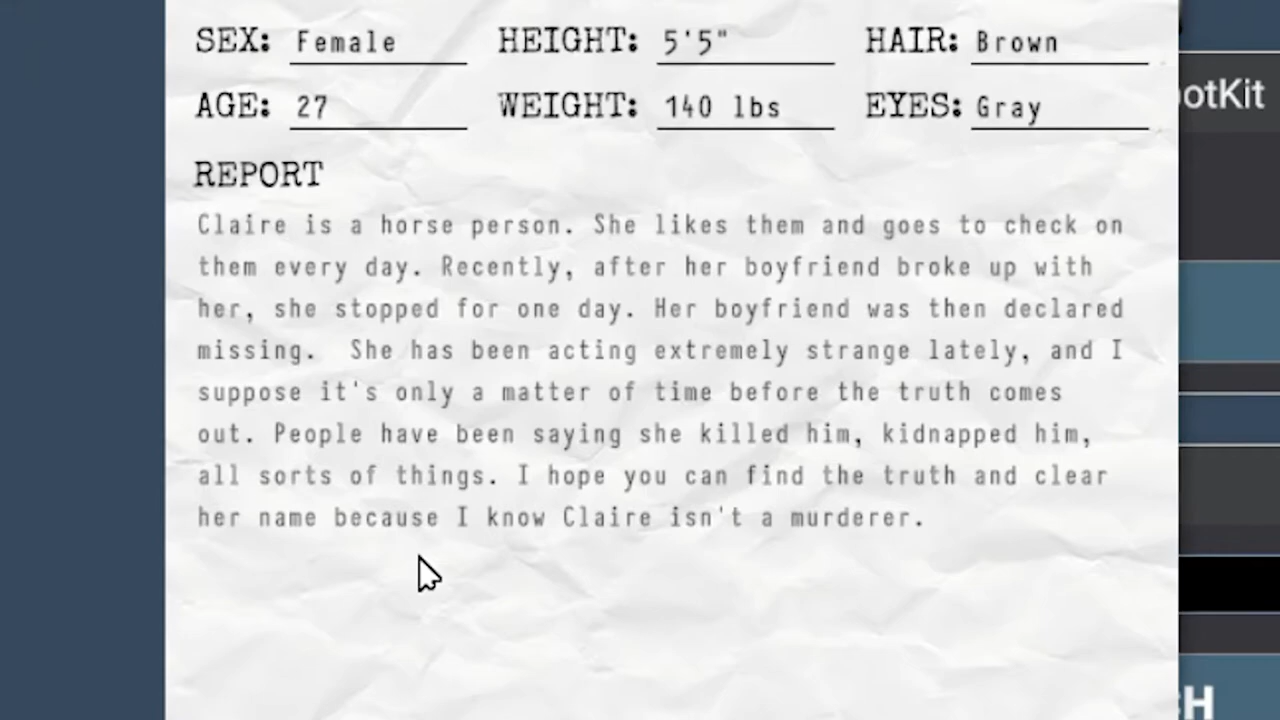 SEX: Female HEIGHT: 5'5" HAIR: Brown
AGE: 27 WEIGHT: 140 lbs EYES: Gray
REPORT
Claire is a horse person. She likes them and goes to check on
them every day. Recently, after her boyfriend broke up with
her, she stopped for one day. Her boyfriend was then declared
missing.  She has been acting extremely strange lately, and I
suppose it's only a matter of time before the truth comes
out. People have been saying she killed him, kidnapped him,
all sorts of things. I hope you can find the truth and clear
her name because I know Claire isn't a murderer.